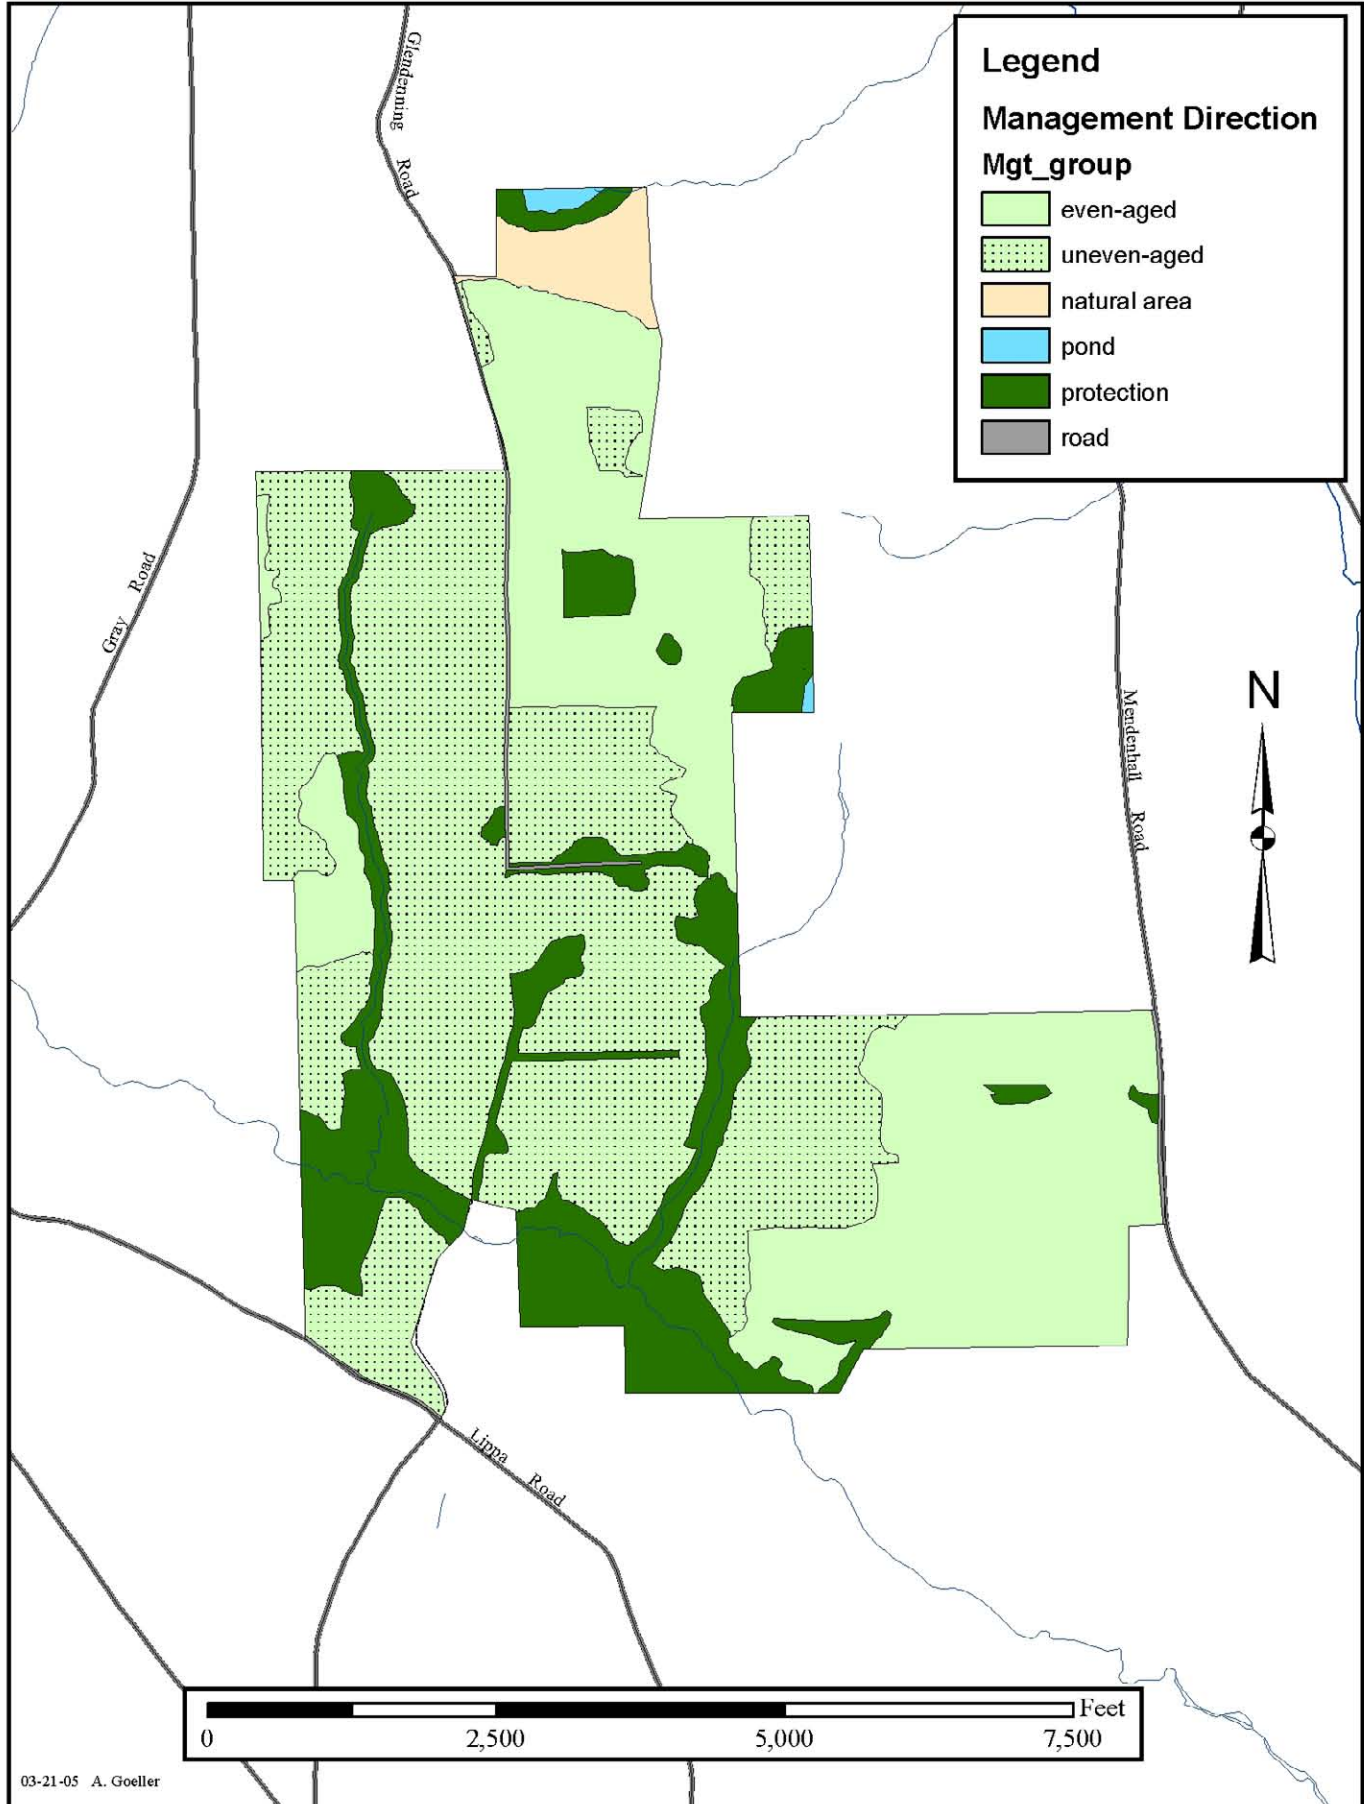 Glendenning Road
Legend
Management Direction
Mgt_group
even-aged
uneven-aged
natural area
pond
protection
road
Gray Road
N
Mendenhall Road
Lippa Road
Feet
0 2,500 5,000 7,500
03-21-05 A. Goeller